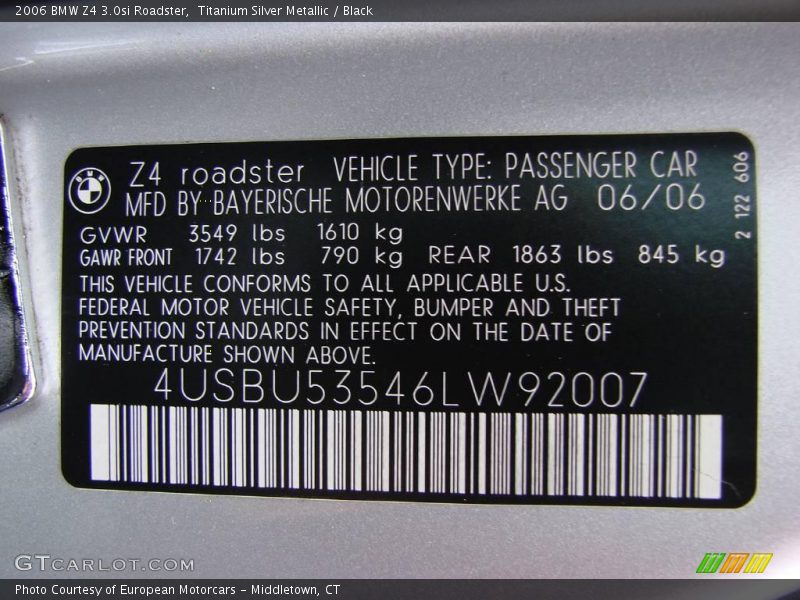 2006 BMW Z4 3.0si Roadster,  Titanium Silver Metallic / Black
BMW
Z4 roadster VEHICLE TYPE: PASSENGER CAR
MFD BY BAYERISCHE MOTORENWERKE AG 06/06
GVWR 3549 lbs 1610 kg
GAWR FRONT 1742 lbs 790 kg REAR 1863 lbs 845 kg
THIS VEHICLE CONFORMS TO ALL APPLICABLE U.S.
FEDERAL MOTOR VEHICLE SAFETY, BUMPER AND THEFT
PREVENTION STANDARDS IN EFFECT ON THE DATE OF
MANUFACTURE SHOWN ABOVE.
4USBU53546LW92007
2 122 606
GTCARLOT.COM
Photo Courtesy of European Motorcars - Middletown, CT